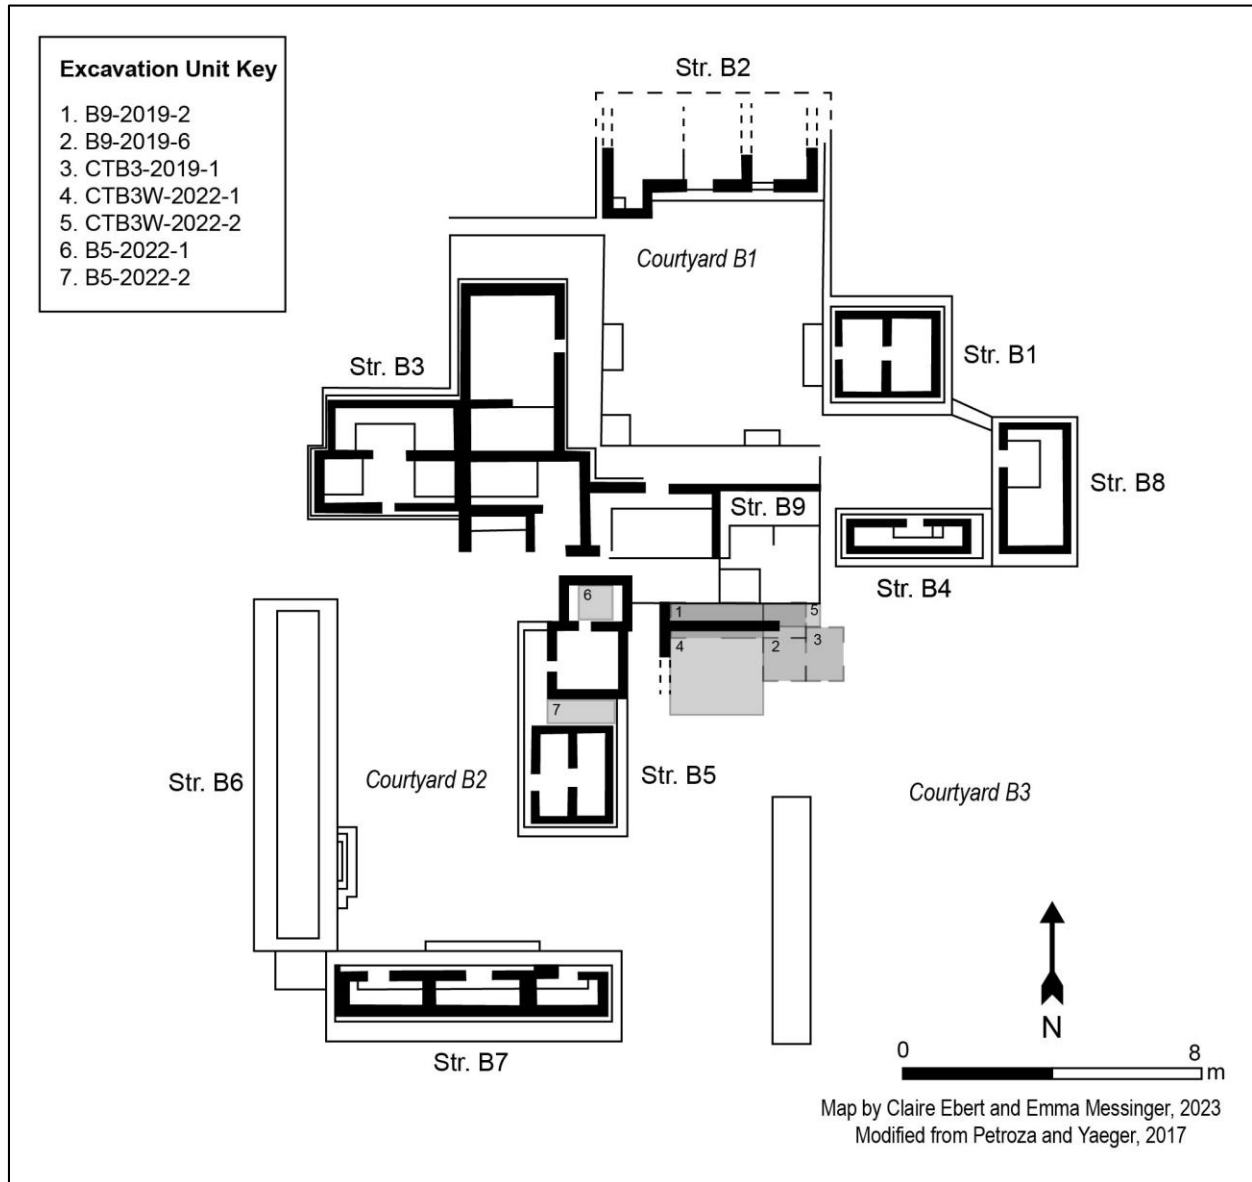 Excavation Unit Key
1. B9-2019-2
2. B9-2019-6
3. CTB3-2019-1
4. CTB3W-2022-1
5. CTB3W-2022-2
6. B5-2022-1
7. B5-2022-2
Str. B2
Courtyard B1
Str. B1
Str. B3
Str. B8
Str. B9
Str. B4
6
1
5
2
3
4
7
Str. B6
Courtyard B2
Str. B5
Courtyard B3
Str. B7
N
0
8
m
Map by Claire Ebert and Emma Messinger, 2023
Modified from Petroza and Yaeger, 2017